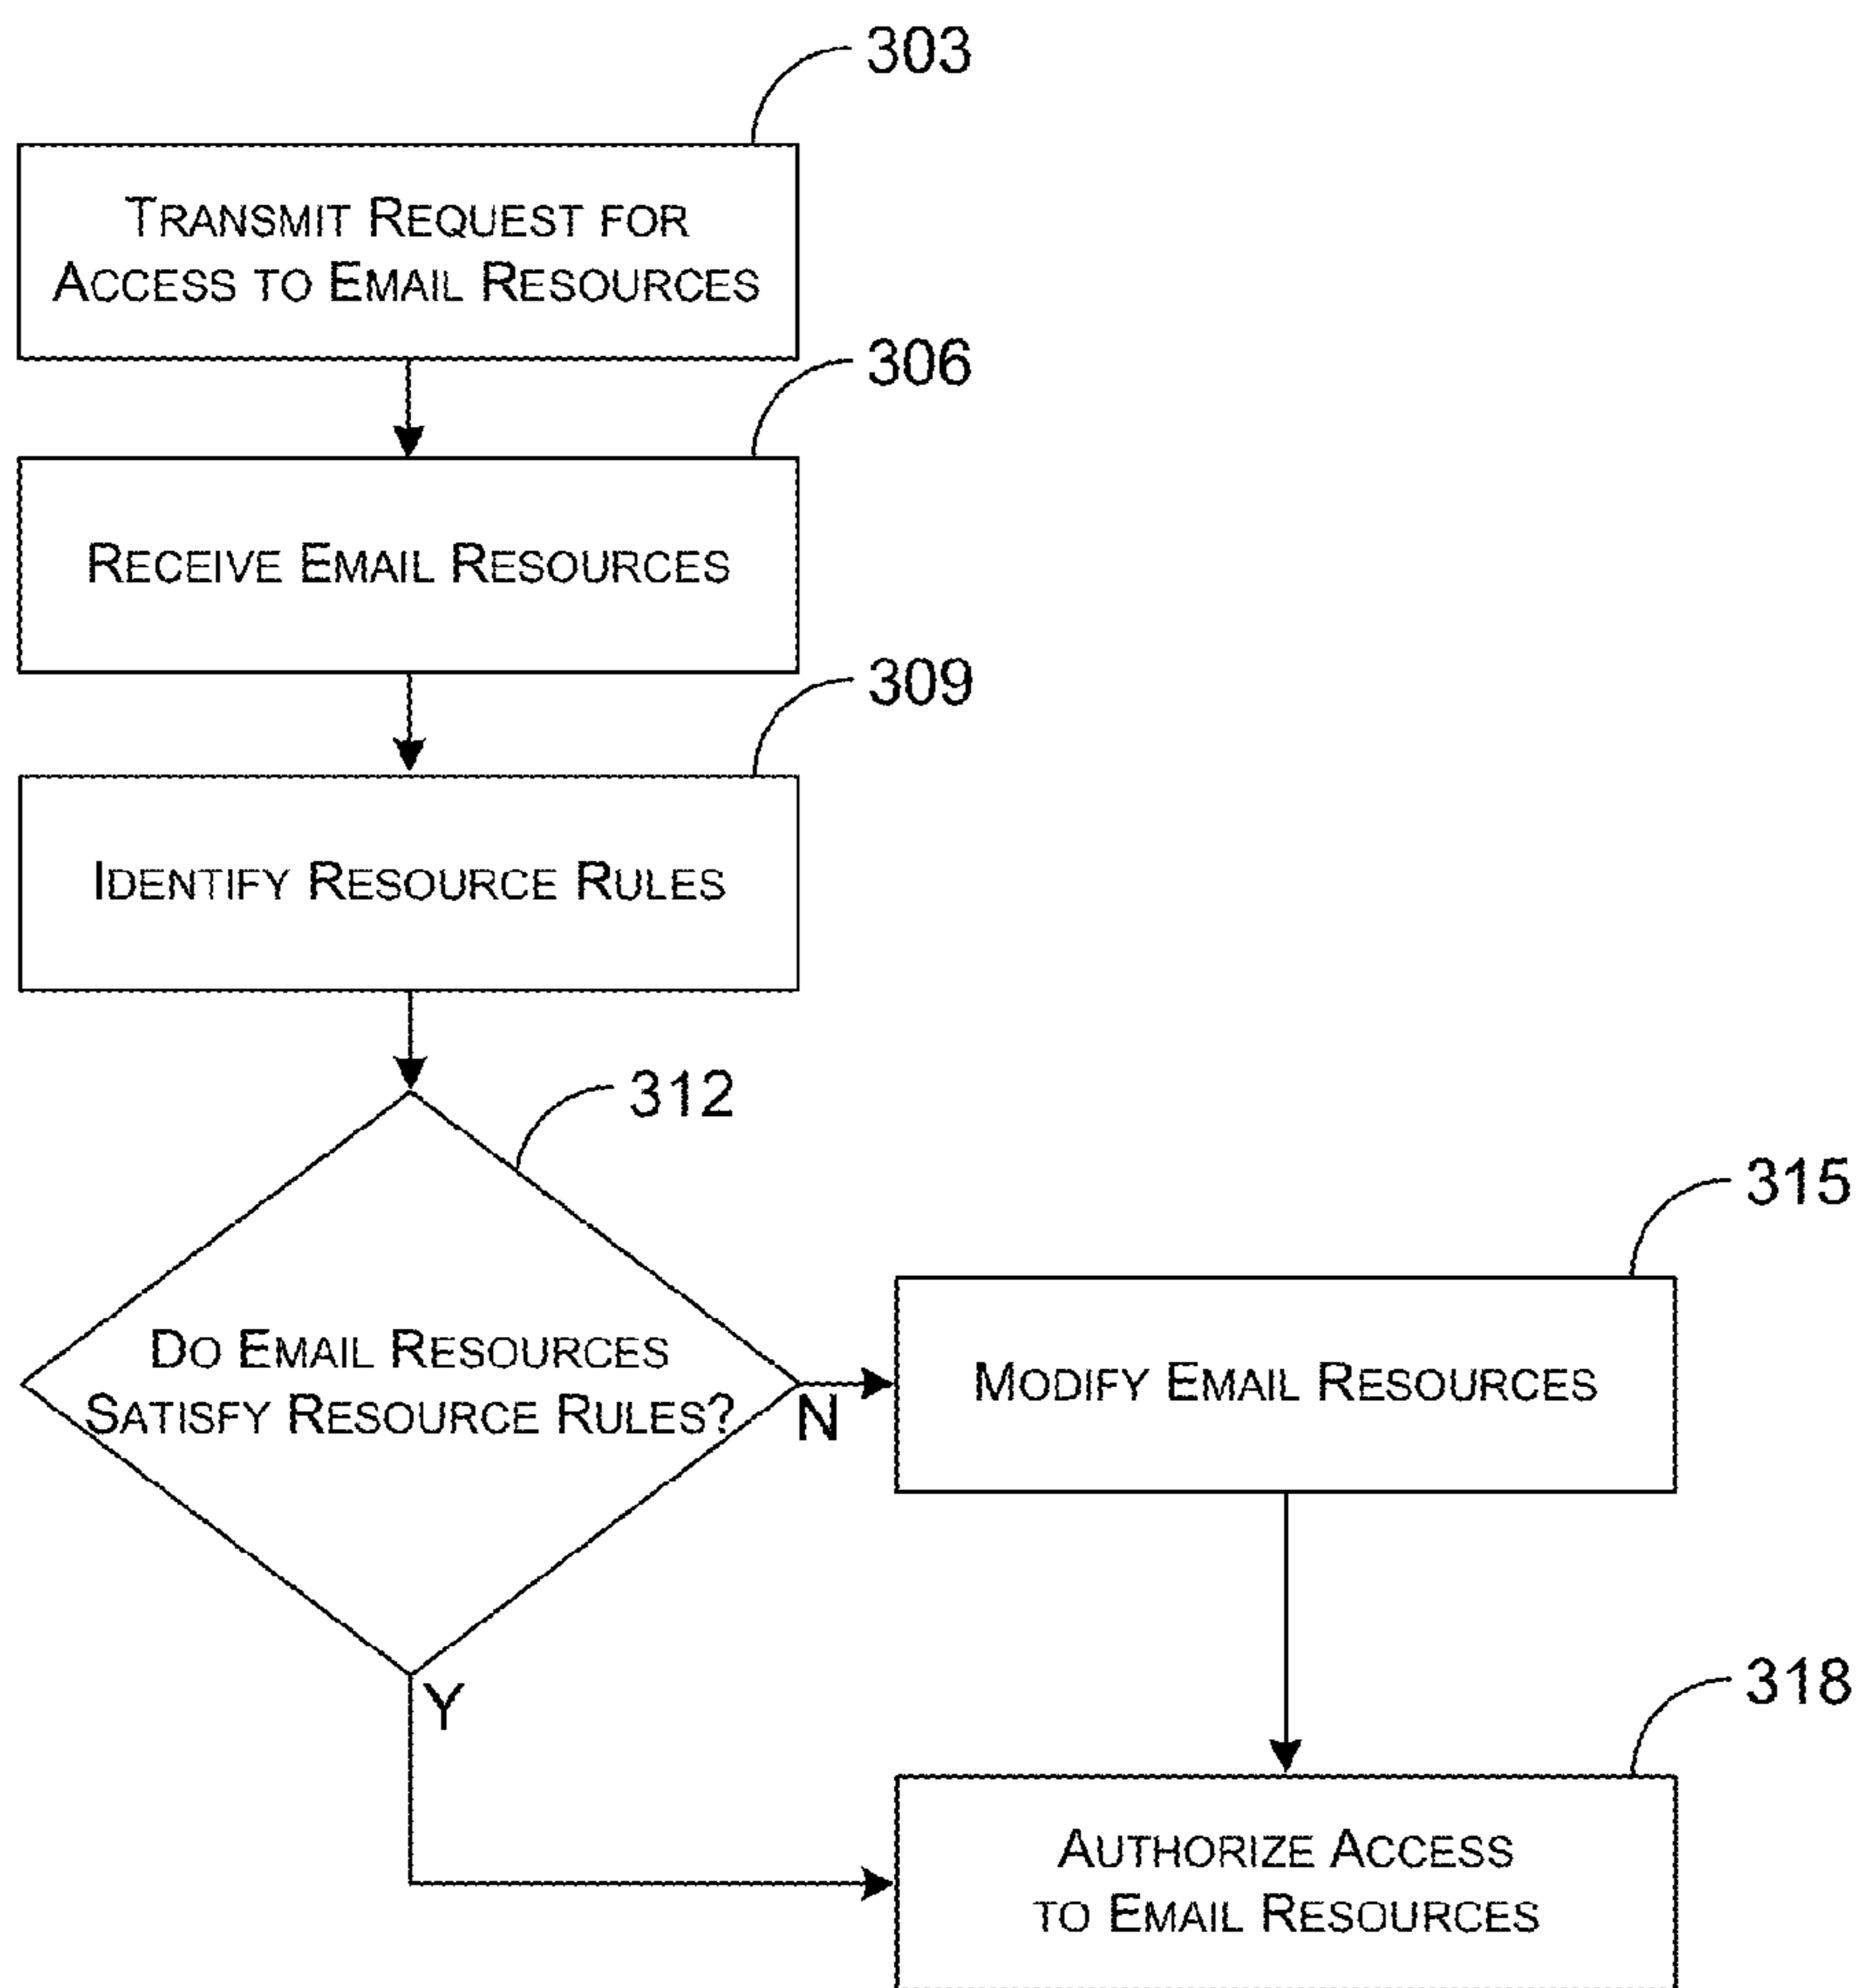 303
TRANSMIT REQUEST FOR
ACCESS TO EMAIL RESOURCES
306
RECEIVE EMAIL RESOURCES
309
IDENTIFY RESOURCE RULES
312
DO EMAIL RESOURCES
SATISFY RESOURCE RULES?
N
315
MODIFY EMAIL RESOURCES
Y
318
AUTHORIZE ACCESS
TO EMAIL RESOURCES